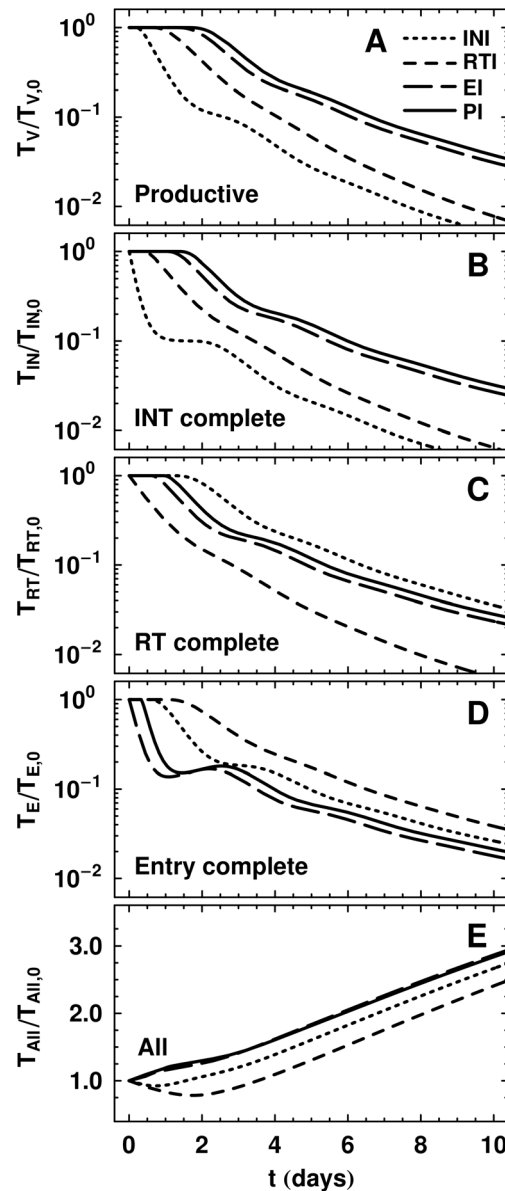 A
INI
RTI
EI
PI
10^0
10^-1
10^-2
T_V/T_V,0
Productive
B
10^0
10^-1
10^-2
T_IN/T_IN,0
INT complete
C
10^0
10^-1
10^-2
T_RT/T_RT,0
RT complete
D
10^0
10^-1
10^-2
T_E/T_E,0
Entry complete
E
3.0
2.0
1.0
T_All/T_All,0
All
0 2 4 6 8 10
t (days)